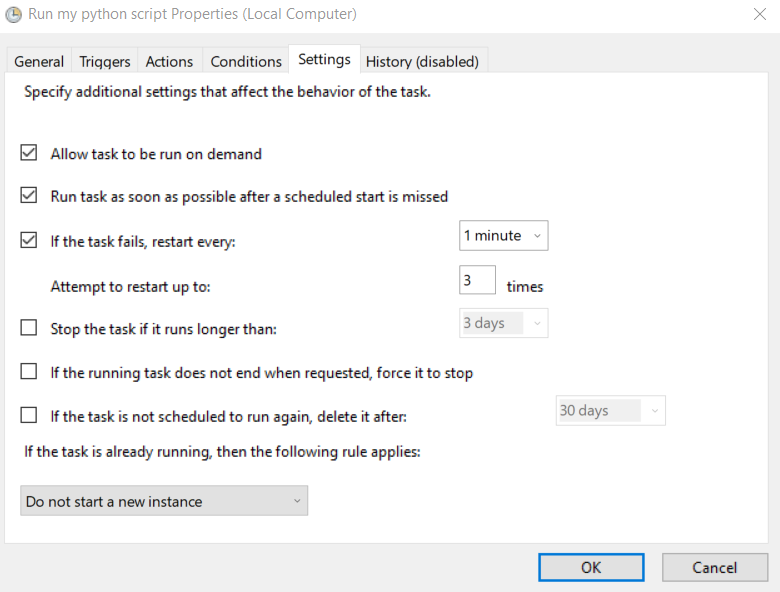 Run my python script Properties (Local Computer)
General Triggers Actions Conditions Settings History (disabled)
Specify additional settings that affect the behavior of the task.
Allow task to be run on demand
Run task as soon as possible after a scheduled start is missed
If the task fails, restart every: 1 minute
Attempt to restart up to: 3 times
Stop the task if it runs longer than: 3 days
If the running task does not end when requested, force it to stop
If the task is not scheduled to run again, delete it after: 30 days
If the task is already running, then the following rule applies:
Do not start a new instance
OK Cancel